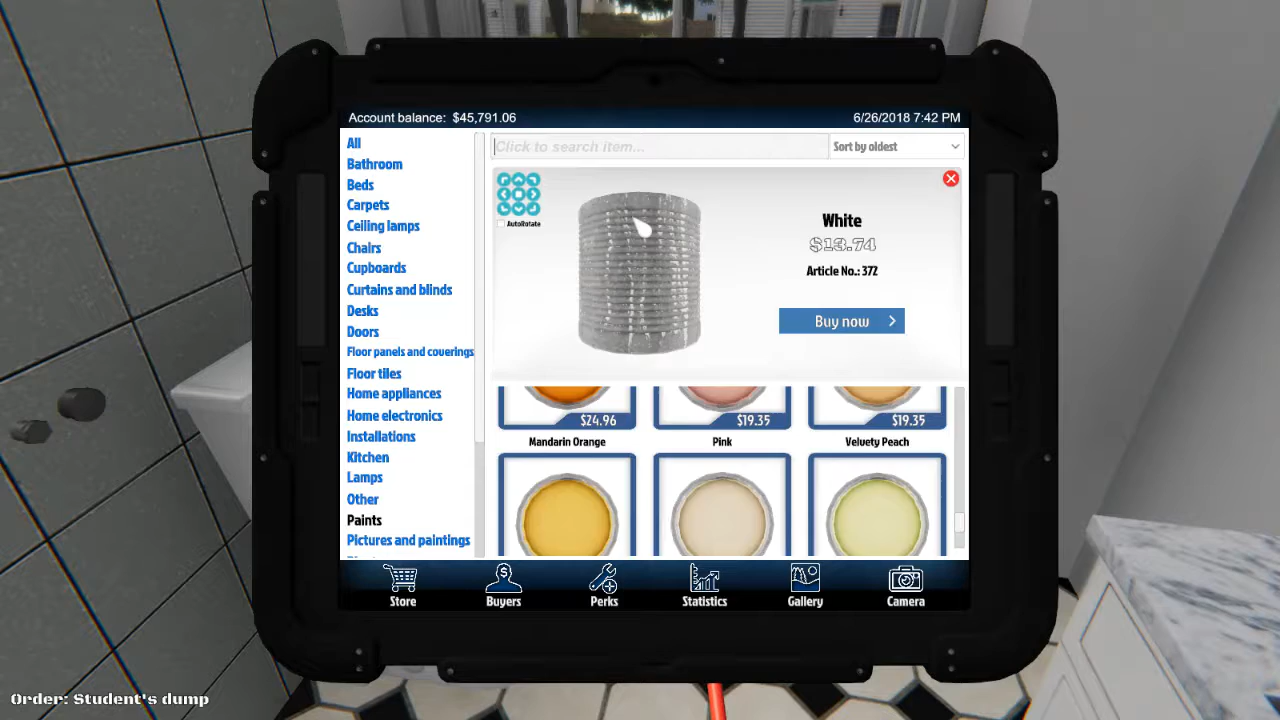 Account balance: $45,791.06
6/26/2018 7:42 PM
All
Bathroom
Beds
Carpets
Ceiling lamps
Chairs
Cupboards
Curtains and blinds
Desks
Doors
Floor panels and coverings
Floor tiles
Home appliances
Home electronics
Installations
Kitchen
Lamps
Other
Paints
Pictures and paintings
Click to search item...
Sort by oldest
AutoRotate
White
$13.74
Article No.: 372
Buy now
$24.96
$19.35
$19.35
Mandarin Orange
Pink
Velvety Peach
Store
Buyers
Perks
Statistics
Gallery
Camera
Order: Student's dump